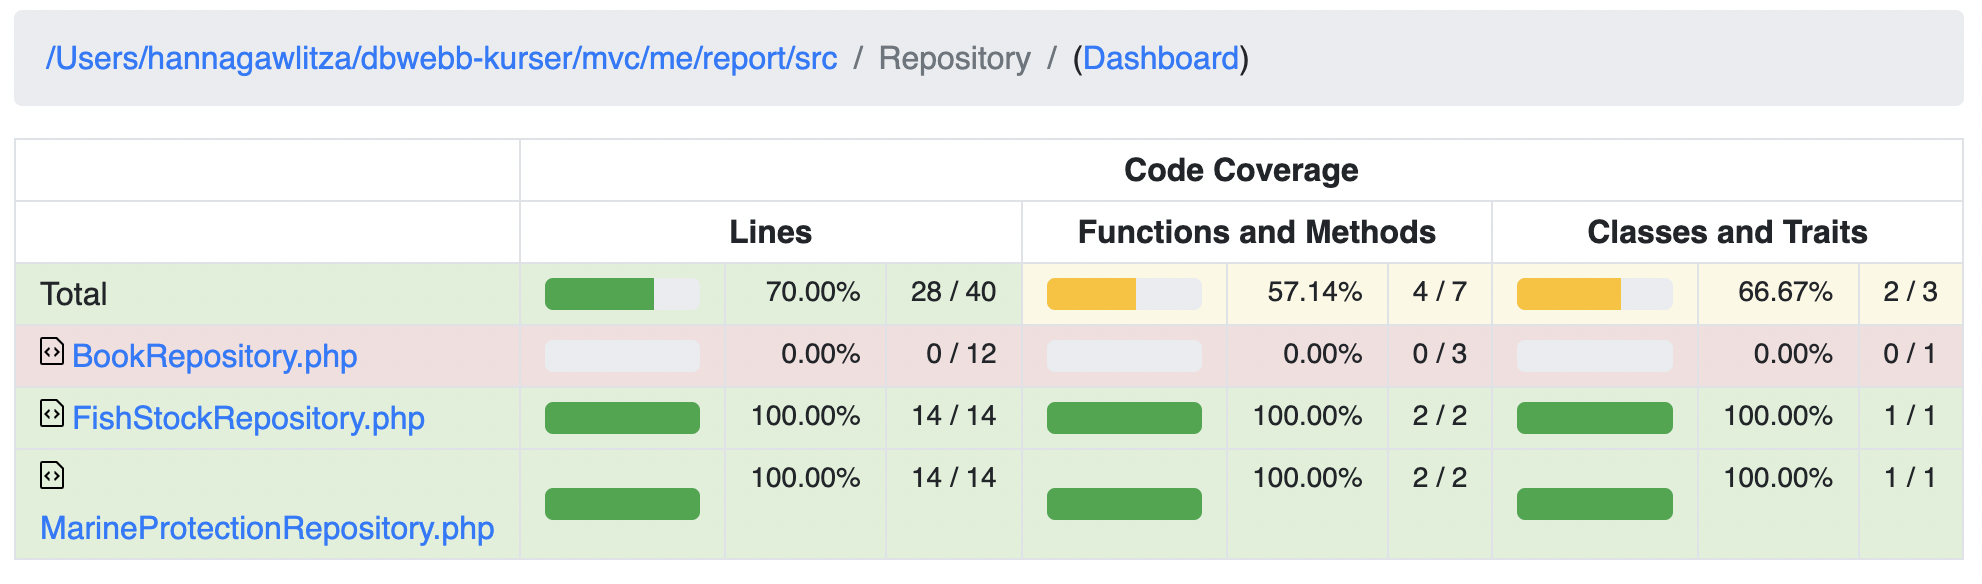 /Users/hannagawlitza/dbwebb-kurser/mvc/me/report/src / Repository / (Dashboard)
Code Coverage
Lines Functions and Methods Classes and Traits
Total 70.00% 28 / 40 57.14% 4 / 7 66.67% 2 / 3
BookRepository.php 0.00% 0 / 12 0.00% 0 / 3 0.00% 0 / 1
FishStockRepository.php 100.00% 14 / 14 100.00% 2 / 2 100.00% 1 / 1
MarineProtectionRepository.php 100.00% 14 / 14 100.00% 2 / 2 100.00% 1 / 1